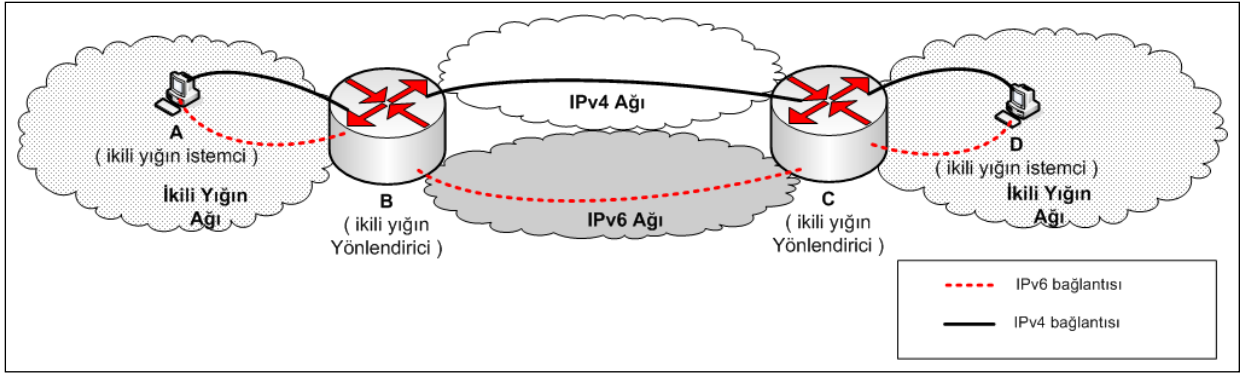 A
( ikili yığın istemci )
İkili Yığın
Ağı
B
( ikili yığın
Yönlendirici )
IPv4 Ağı
IPv6 Ağı
C
( ikili yığın
Yönlendirici )
D
( ikili yığın istemci )
İkili Yığın
Ağı
IPv6 bağlantısı
IPv4 bağlantısı